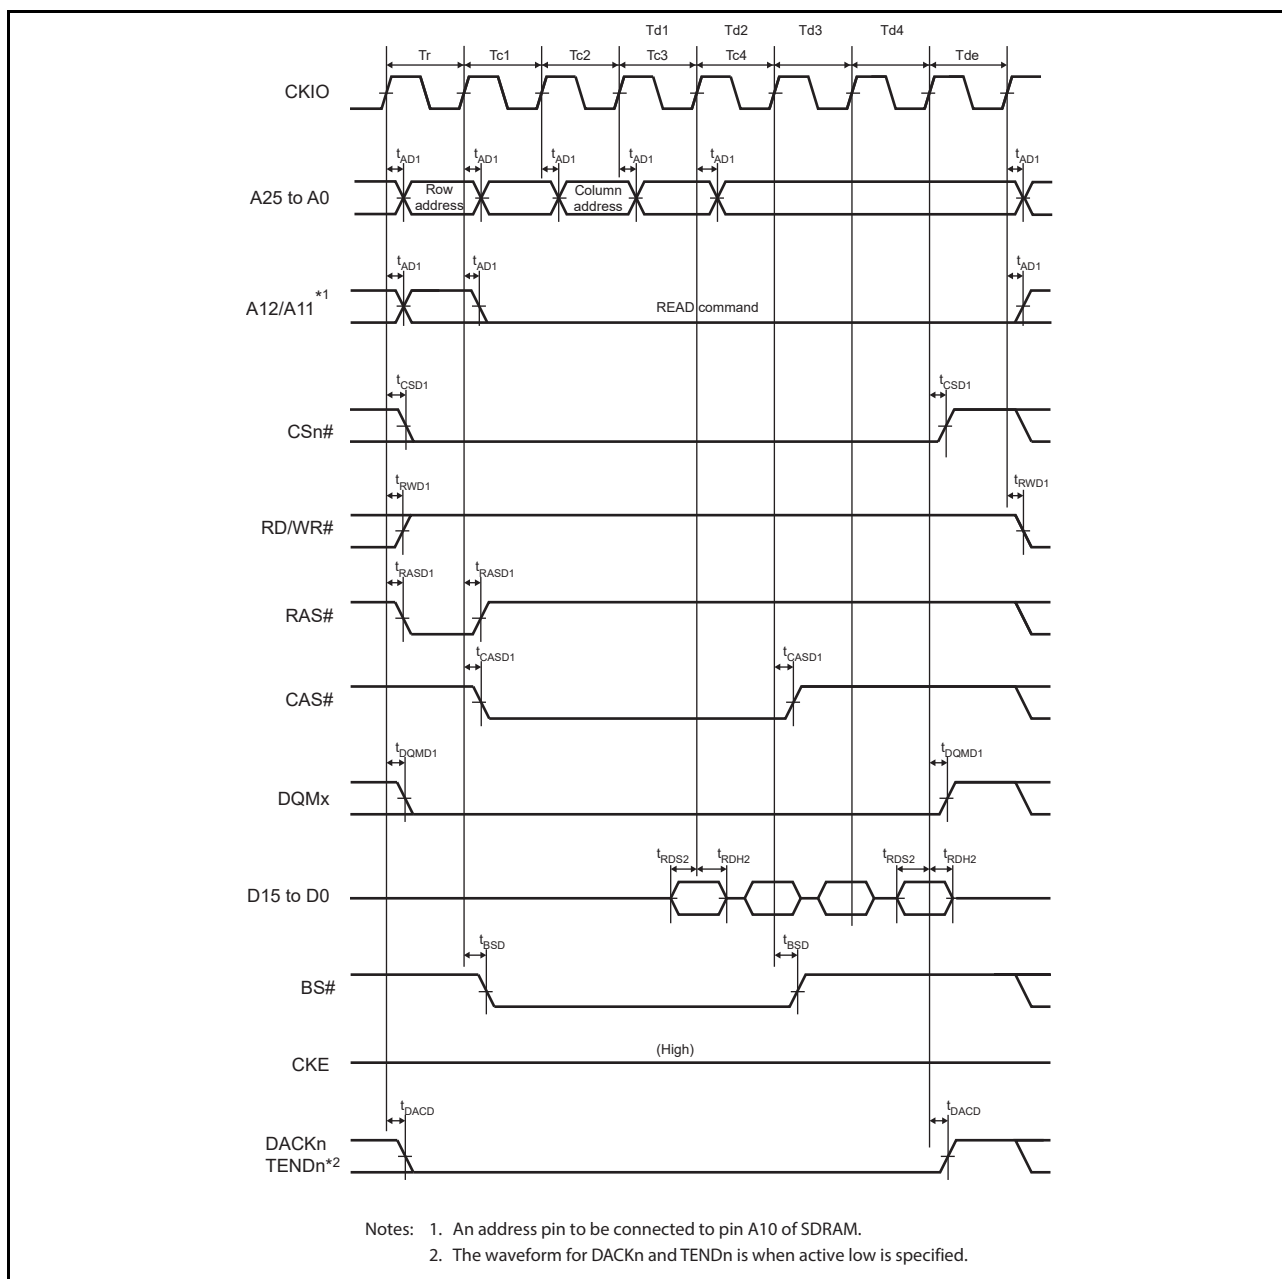 Td1 Td2 Td3 Td4
Tr Tc1 Tc2 Tc3 Tc4 Tde
CKIO
tAD1 tAD1 tAD1 tAD1 tAD1 tAD1
A25 to A0
Row address
Column address
tAD1 tAD1 tAD1
A12/A11*1
READ command
tCSD1 tCSD1
CSn#
tRWD1 tRWD1
RD/WR#
tRASD1 tRASD1
RAS#
tCASD1 tCASD1
CAS#
tDQMD1 tDQMD1
DQMx
tRDS2 tRDH2 tRDS2 tRDH2
D15 to D0
tBSD tBSD
BS#
(High)
CKE
tDACD tDACD
DACKn
TENDn*2
Notes: 1. An address pin to be connected to pin A10 of SDRAM.
2. The waveform for DACKn and TENDn is when active low is specified.